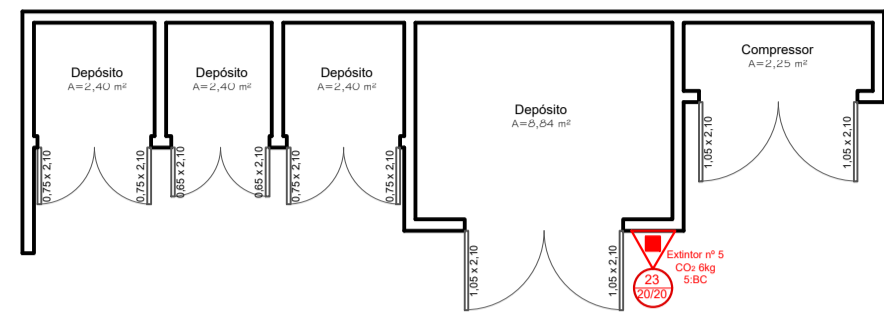 Depósito
A=2,40 m²
0,75 x 2,10
0,75 x 2,10
Depósito
A=2,40 m²
0,65 x 2,10
0,65 x 2,10
Depósito
A=2,40 m²
0,75 x 2,10
0,75 x 2,10
Depósito
A=8,84 m²
1,05 x 2,10
1,05 x 2,10
Compressor
A=2,25 m²
1,05 x 2,10
1,05 x 2,10
Extintor nº 5
CO₂ 6kg
5:BC
23
20/20